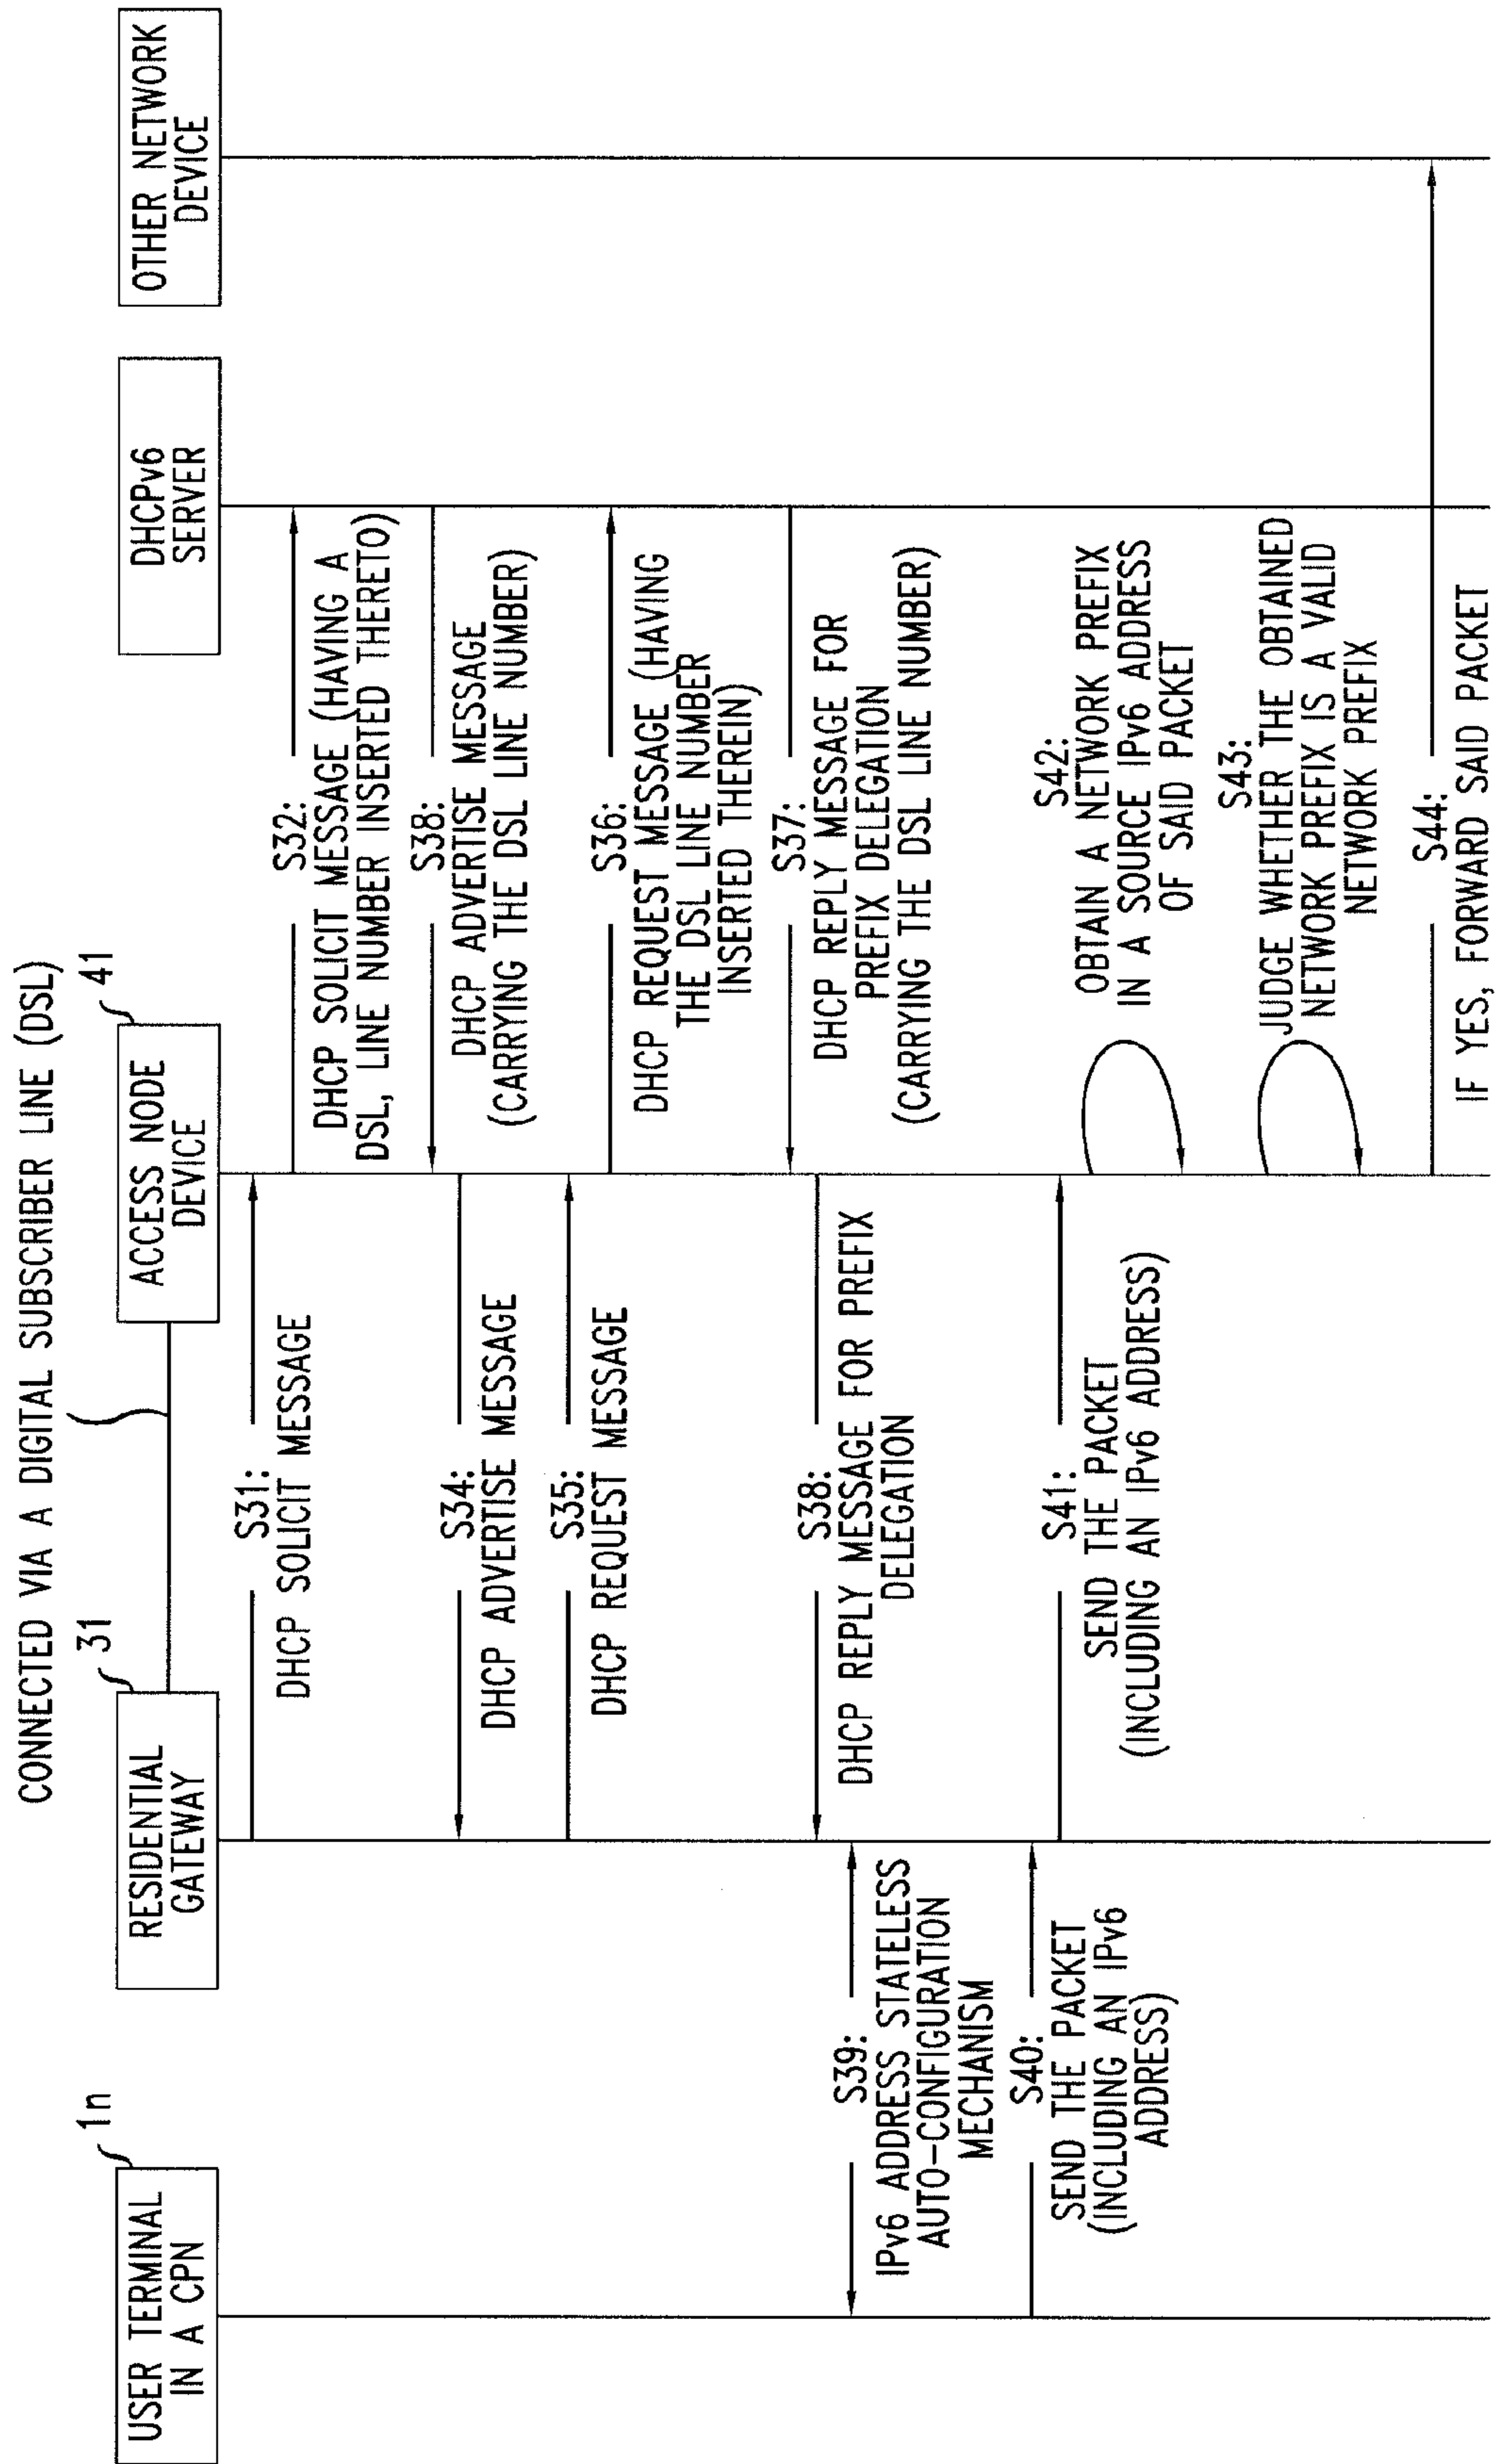 CONNECTED VIA A DIGITAL SUBSCRIBER LINE (DSL)
USER TERMINAL
IN A CPN
1n
RESIDENTIAL
GATEWAY
31
ACCESS NODE
DEVICE
41
DHCPv6
SERVER
OTHER NETWORK
DEVICE
S31:
DHCP SOLICIT MESSAGE
S32:
DHCP SOLICIT MESSAGE (HAVING A
DSL, LINE NUMBER INSERTED THERETO)
S38:
DHCP ADVERTISE MESSAGE
(CARRYING THE DSL LINE NUMBER)
S34:
DHCP ADVERTISE MESSAGE
S35:
DHCP REQUEST MESSAGE
S36:
DHCP REQUEST MESSAGE (HAVING
THE DSL LINE NUMBER
INSERTED THEREIN)
S37:
DHCP REPLY MESSAGE FOR
PREFIX DELEGATION
(CARRYING THE DSL LINE NUMBER)
S38:
DHCP REPLY MESSAGE FOR PREFIX
DELEGATION
S39:
IPv6 ADDRESS STATELESS
AUTO-CONFIGURATION
MECHANISM
S40:
SEND THE PACKET
(INCLUDING AN IPv6
ADDRESS)
S41:
SEND THE PACKET
(INCLUDING AN IPv6 ADDRESS)
S42:
OBTAIN A NETWORK PREFIX
IN A SOURCE IPv6 ADDRESS
OF SAID PACKET
S43:
JUDGE WHETHER THE OBTAINED
NETWORK PREFIX IS A VALID
NETWORK PREFIX
S44:
IF YES, FORWARD SAID PACKET